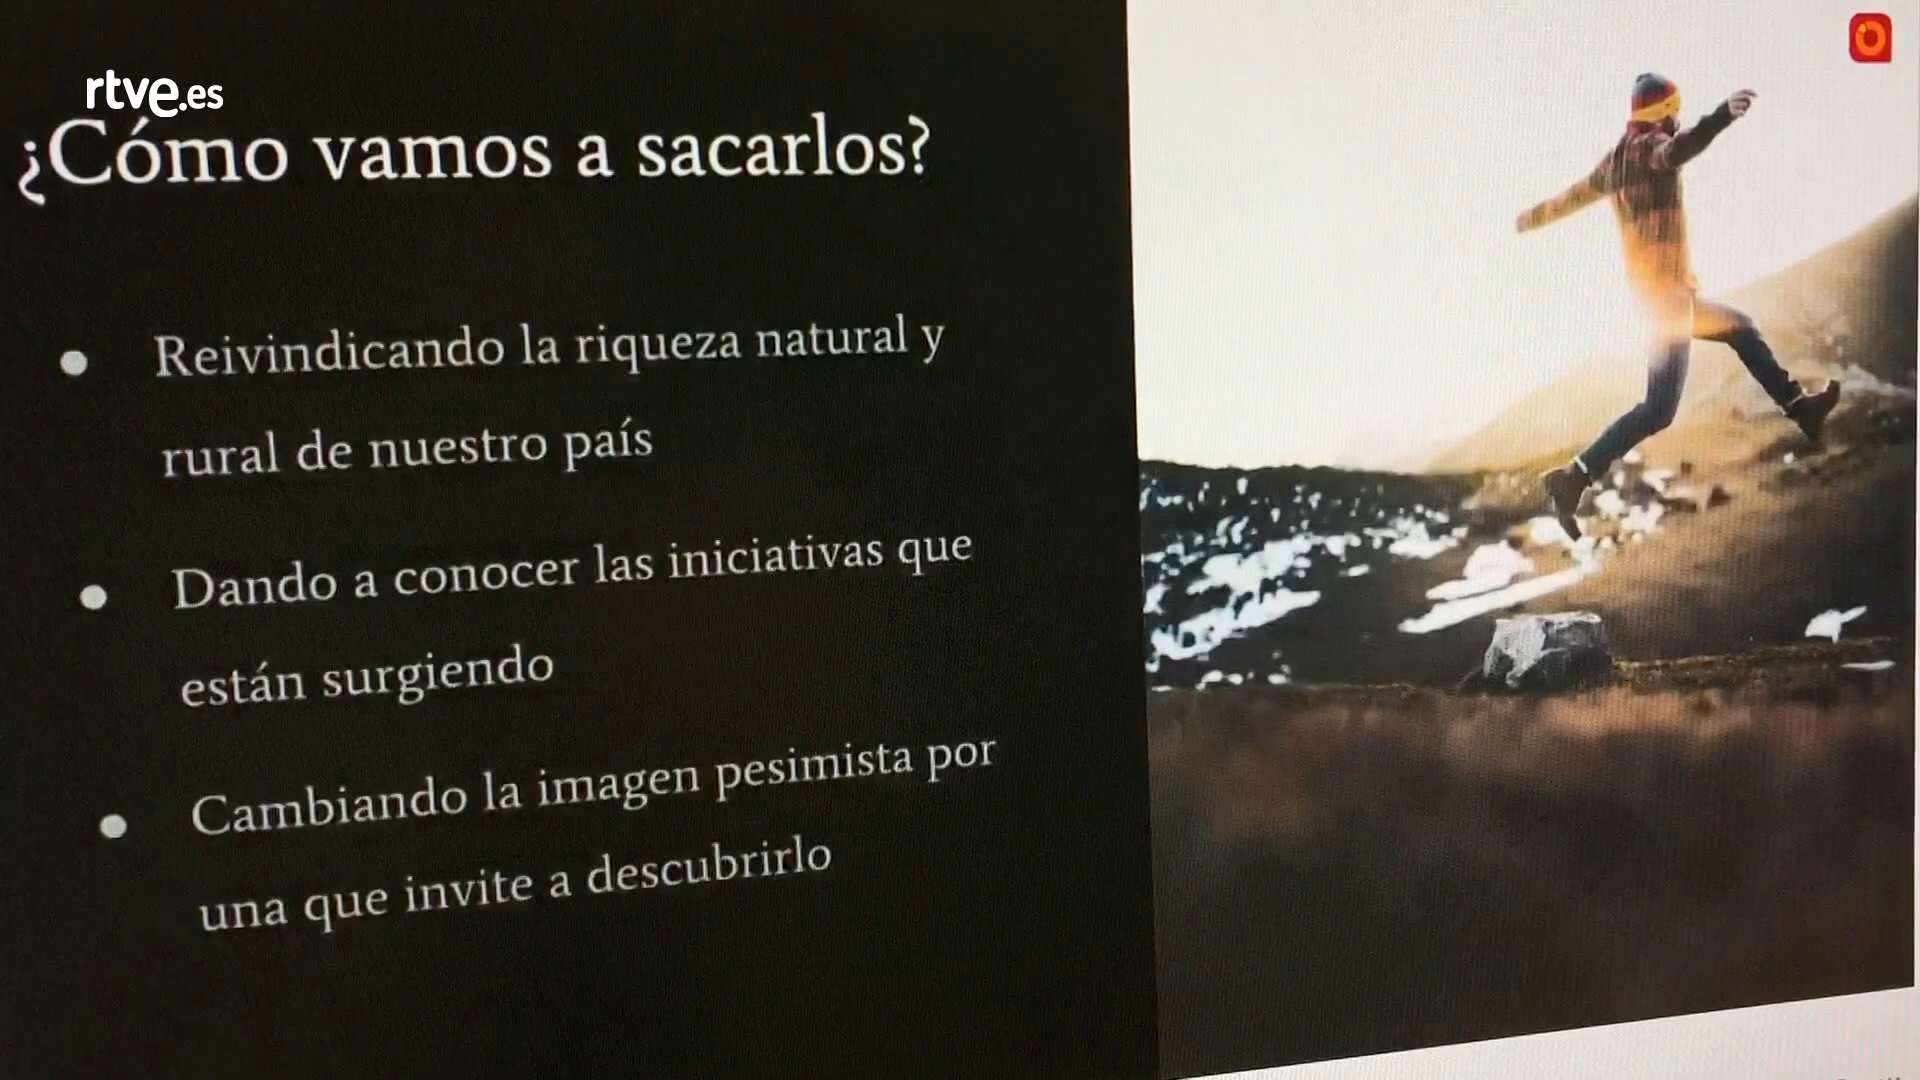 rtve.es
¿Cómo vamos a sacarlos?
● Reivindicando la riqueza natural y
rural de nuestro país
● Dando a conocer las iniciativas que
están surgiendo
● Cambiando la imagen pesimista por
una que invite a descubrirlo